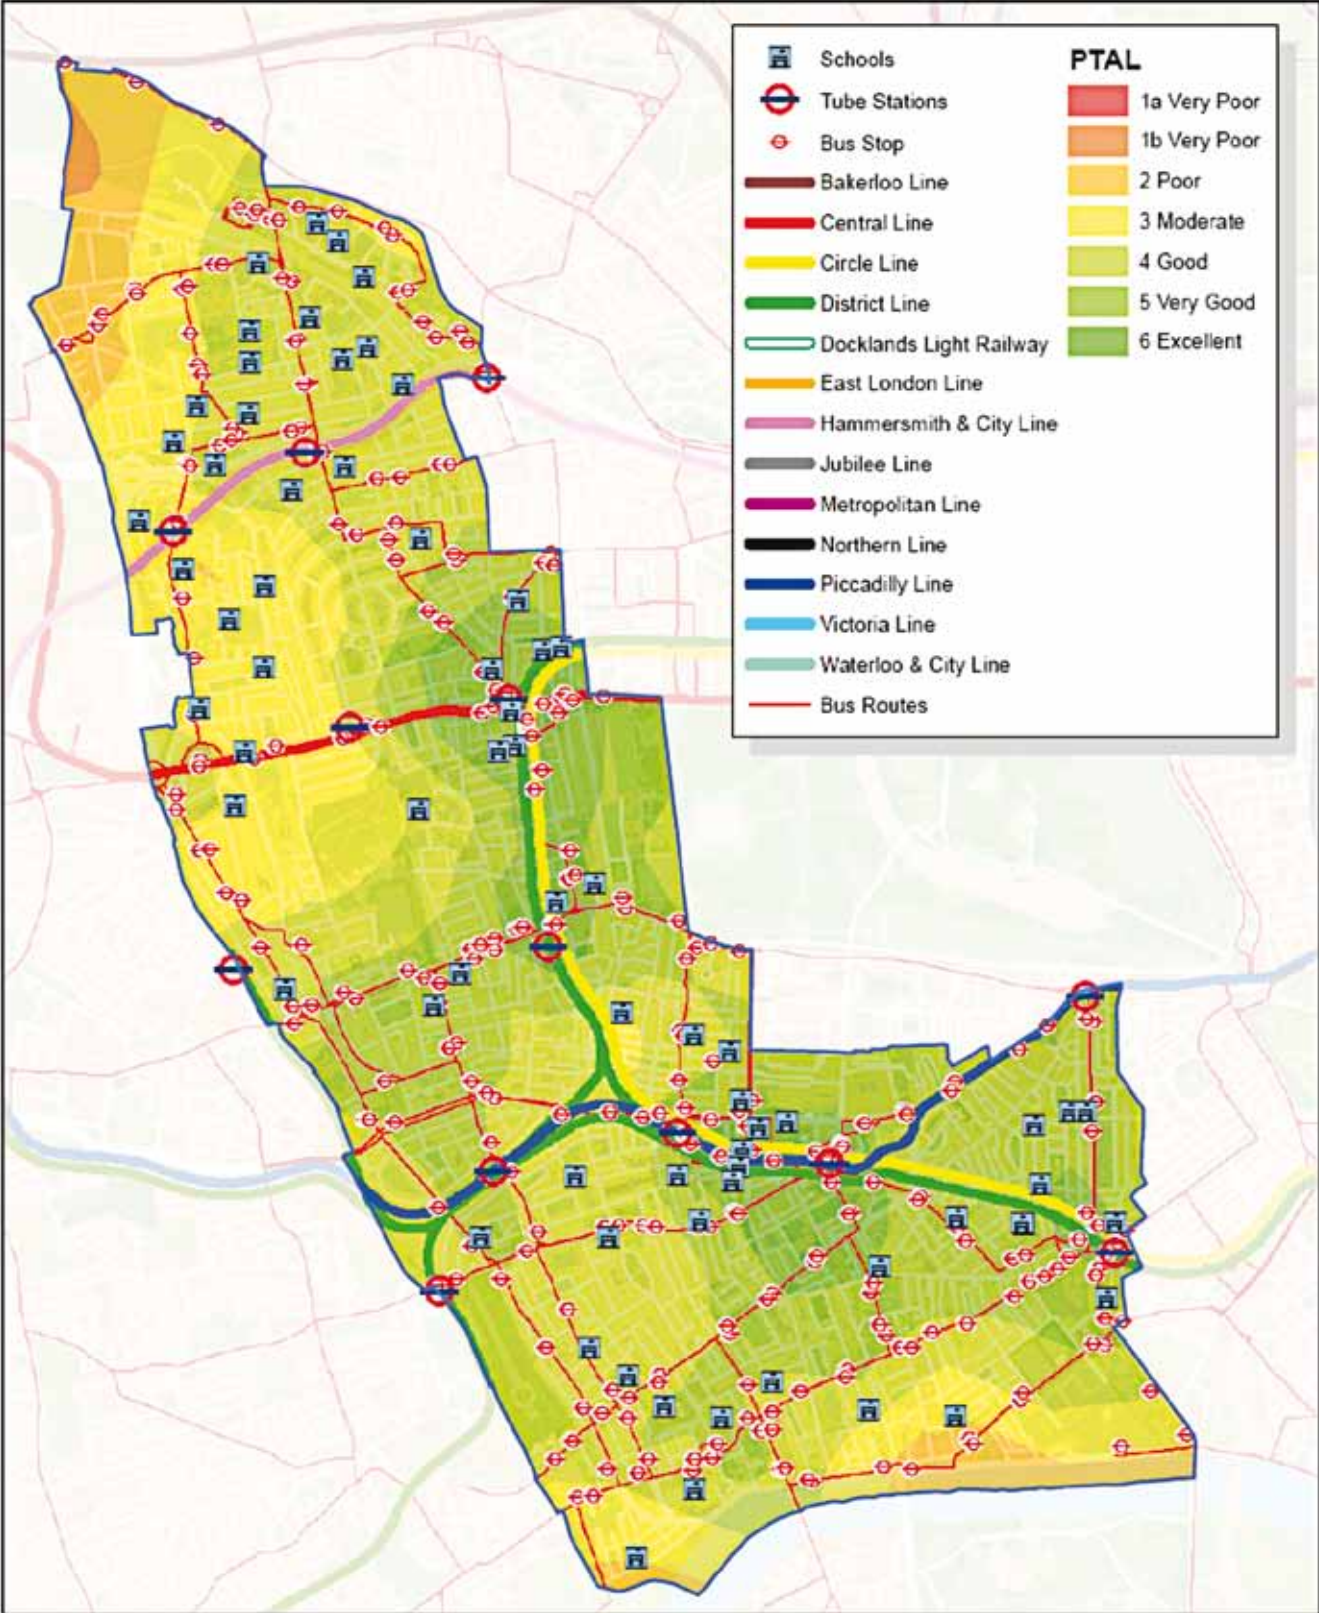 Schools
Tube Stations
Bus Stop
Bakerloo Line
Central Line
Circle Line
District Line
Docklands Light Railway
East London Line
Hammersmith & City Line
Jubilee Line
Metropolitan Line
Northern Line
Piccadilly Line
Victoria Line
Waterloo & City Line
Bus Routes
PTAL
1a Very Poor
1b Very Poor
2 Poor
3 Moderate
4 Good
5 Very Good
6 Excellent